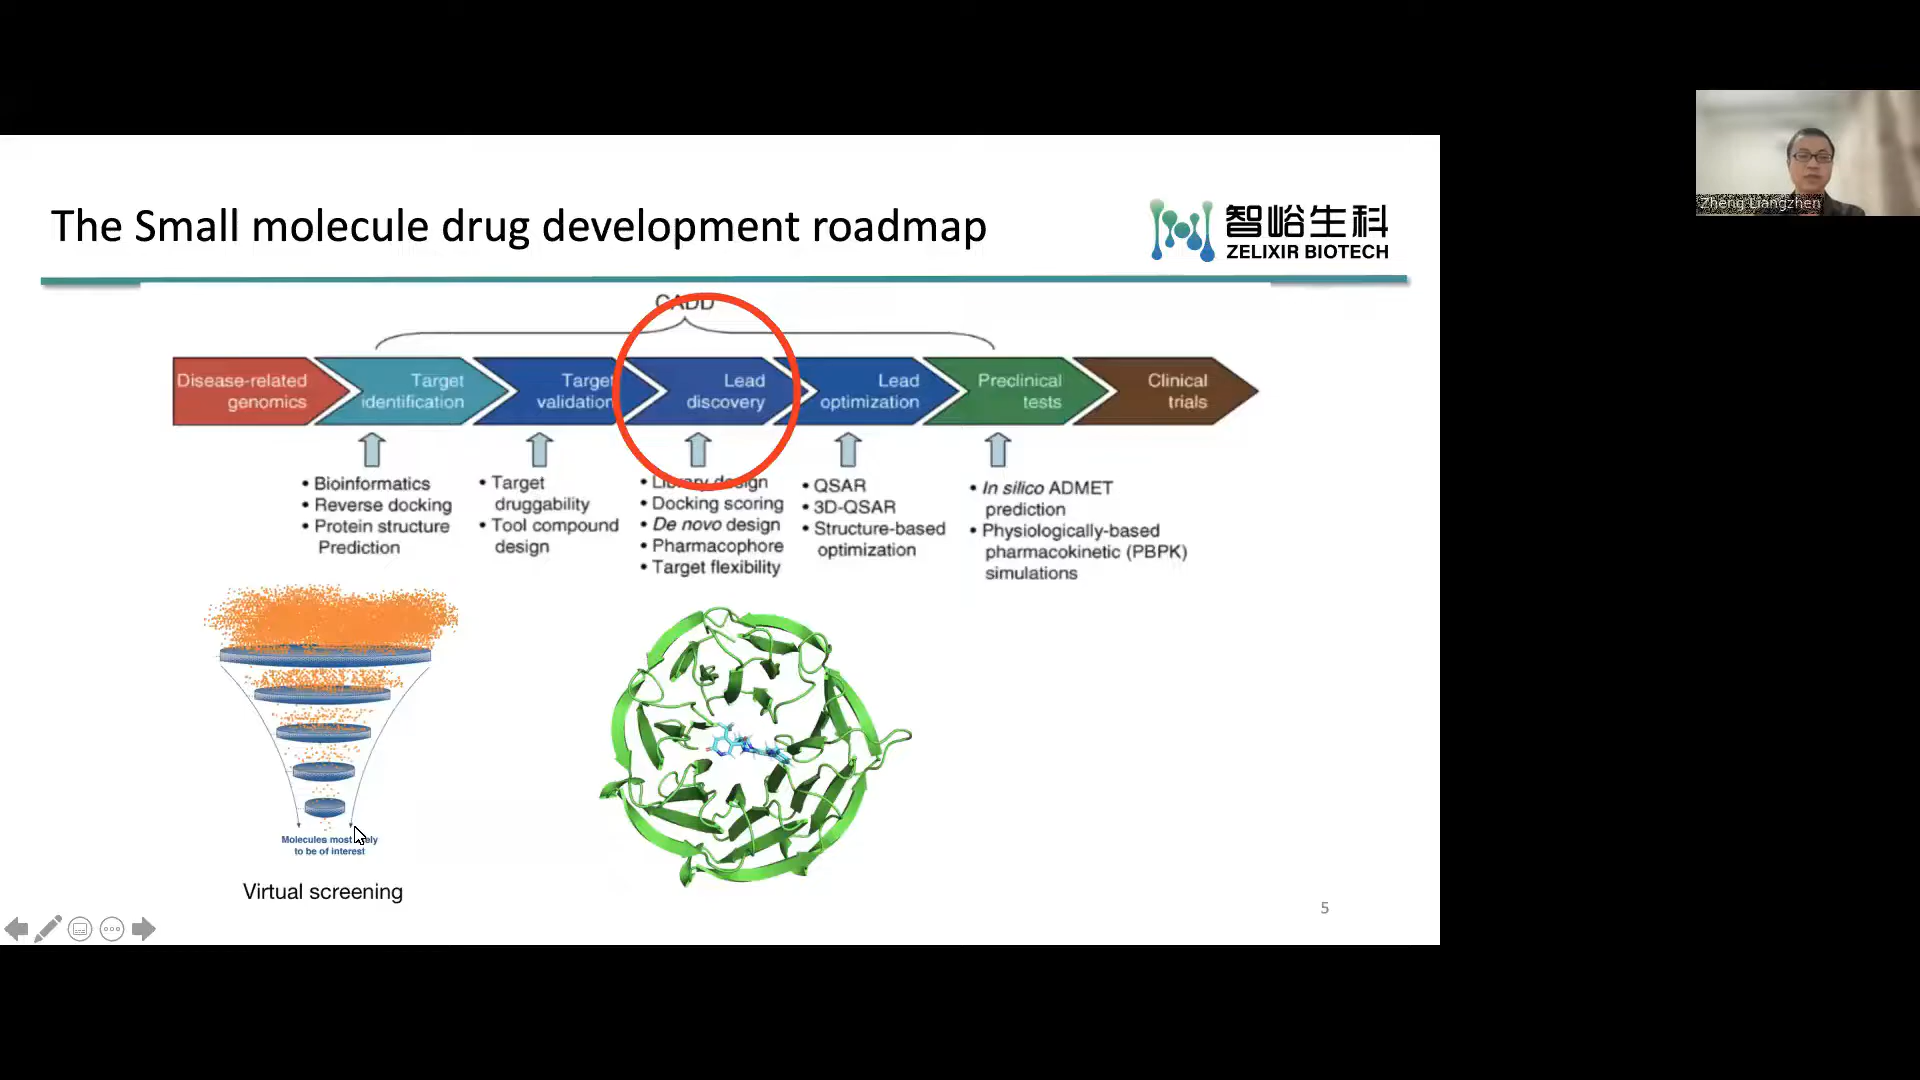 The Small molecule drug development roadmap
智峪生科
ZELIXIR BIOTECH
Zheng Liangzhen
CADD
Disease-related
genomics
Target
identification
Target
validation
Lead
discovery
Lead
optimization
Preclinical
tests
Clinical
trials
• Bioinformatics
• Reverse docking
• Protein structure
Prediction
• Target
druggability
• Tool compound
design
• Library design
• Docking scoring
• De novo design
• Pharmacophore
• Target flexibility
• QSAR
• 3D-QSAR
• Structure-based
optimization
• In silico ADMET
prediction
• Physiologically-based
pharmacokinetic (PBPK)
simulations
Molecules most
to be of interest
Virtual screening
5